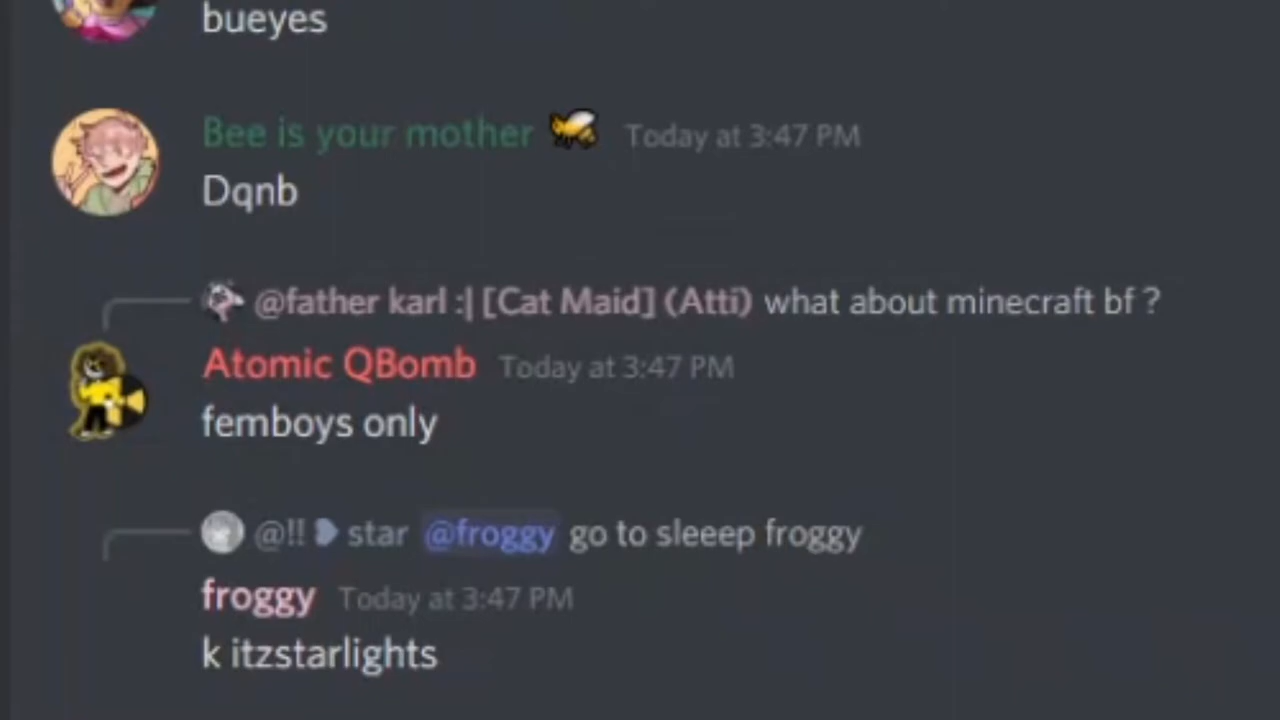 bueyes
Bee is your mother Today at 3:47 PM
Dqnb
@father karl :| [Cat Maid] (Atti) what about minecraft bf ?
Atomic QBomb Today at 3:47 PM
femboys only
@!! ❥ star @froggy go to sleeep froggy
froggy Today at 3:47 PM
k itzstarlights